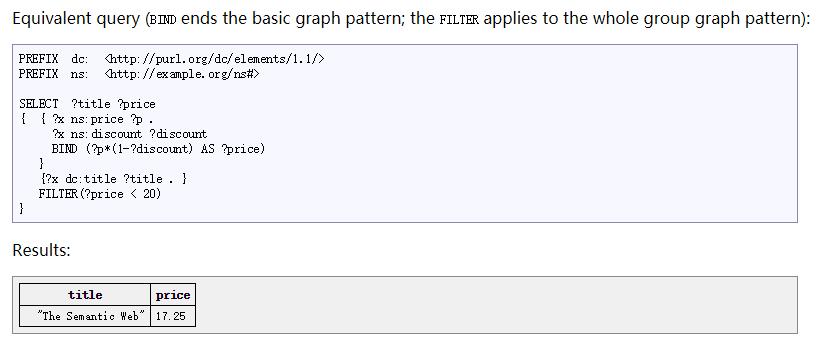 Equivalent query (BIND ends the basic graph pattern; the FILTER applies to the whole group graph pattern):
PREFIX  dc:  <http://purl.org/dc/elements/1.1/>
PREFIX  ns:  <http://example.org/ns#>
SELECT  ?title ?price
{  { ?x ns:price ?p .
?x ns:discount ?discount
BIND (?p*(1-?discount) AS ?price)
}
{?x dc:title ?title . }
FILTER(?price < 20)
}
Results:
title price
"The Semantic Web" 17.25